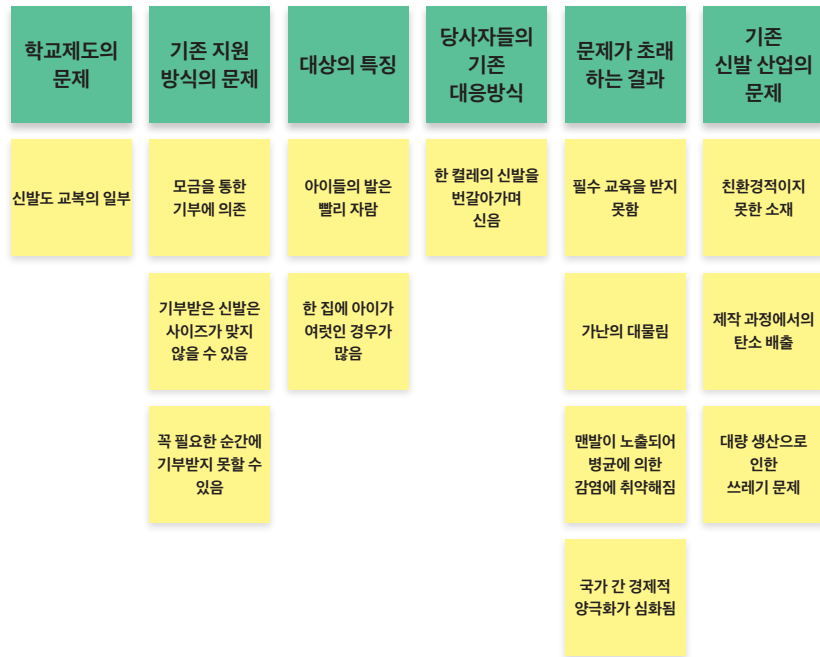 학교제도의
문제
기존 지원
방식의 문제
대상의 특징
당사자들의
기존
대응방식
문제가 초래
하는 결과
기존
신발 산업의
문제
신발도 교복의 일부
모금을 통한
기부에 의존
아이들의 발은
빨리 자람
한 켤레의 신발을
번갈아가며
신음
필수 교육을 받지
못함
친환경적이지
못한 소재
기부받은 신발은
사이즈가 맞지
않을 수 있음
한 집에 아이가
여럿인 경우가
많음
가난의 대물림
제작 과정에서의
탄소 배출
꼭 필요한 순간에
기부받지 못할 수
있음
맨발이 노출되어
병균에 의한
감염에 취약해짐
대량 생산으로
인한
쓰레기 문제
국가 간 경제적
양극화가 심화됨